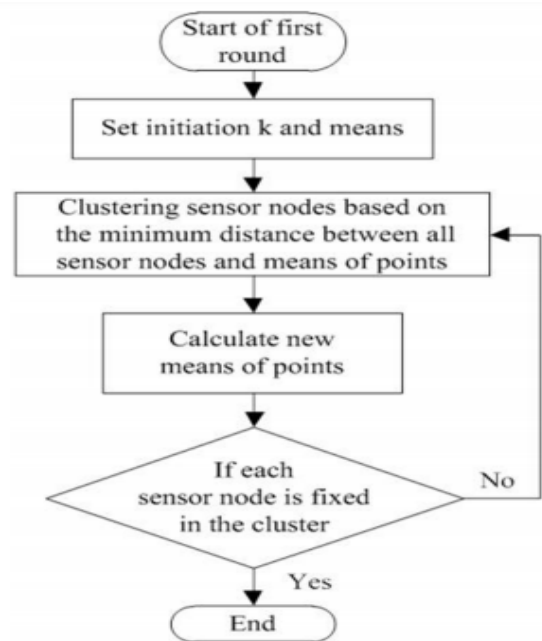 Start of first
round
Set initiation k and means
Clustering sensor nodes based on
the minimum distance between all
sensor nodes and means of points
Calculate new
means of points
If each
sensor node is fixed
in the cluster
No
Yes
End